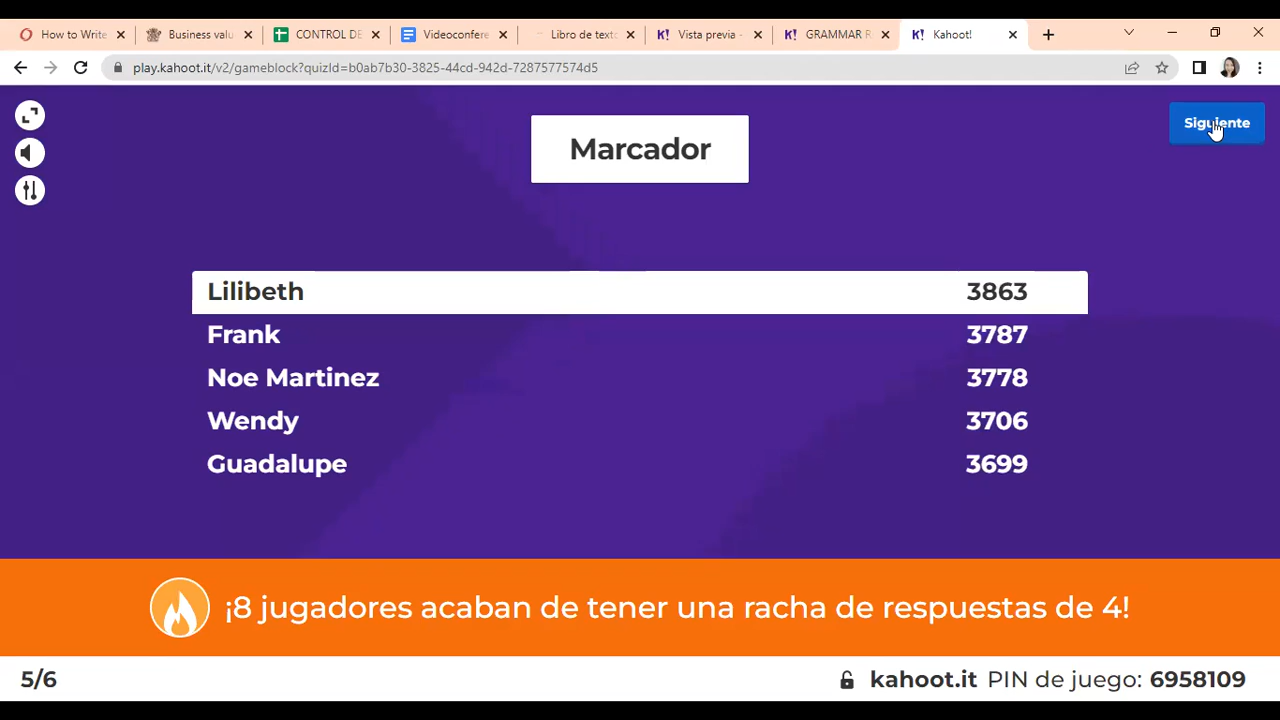 How to Write
Business valu
CONTROL DE
Videoconfere
Libro de texto
K! Vista previa -
K! GRAMMAR R
K! Kahoot!
play.kahoot.it/v2/gameblock?quizId=b0ab7b30-3825-44cd-942d-7287577574d5
Siguiente
Marcador
Lilibeth 3863
Frank 3787
Noe Martinez 3778
Wendy 3706
Guadalupe 3699
¡8 jugadores acaban de tener una racha de respuestas de 4!
5/6
kahoot.it PIN de juego: 6958109